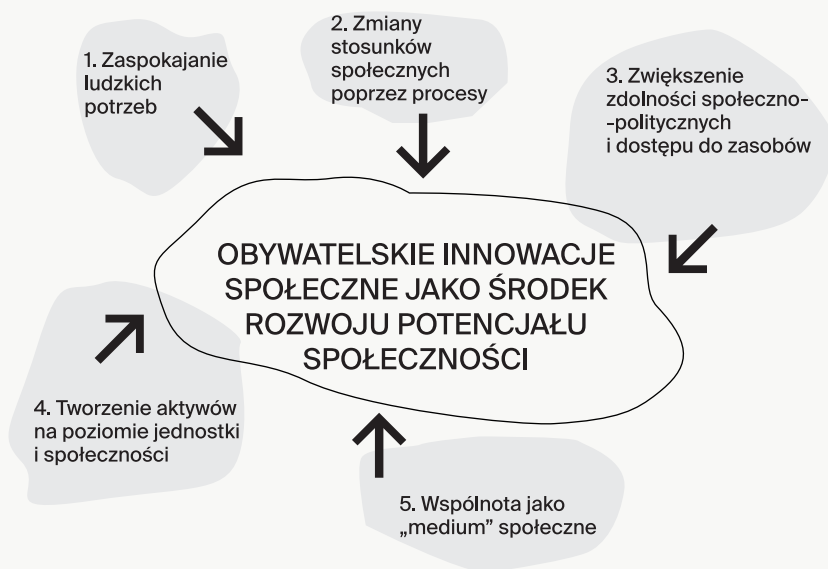 1. Zaspokajanie
ludzkich
potrzeb
2. Zmiany
stosunków
społecznych
poprzez procesy
3. Zwiększenie
zdolności społeczno-
-politycznych
i dostępu do zasobów
OBYWATELSKIE INNOWACJE
SPOŁECZNE JAKO ŚRODEK
ROZWOJU POTENCJAŁU
SPOŁECZNOŚCI
4. Tworzenie aktywów
na poziomie jednostki
i społeczności
5. Wspólnota jako
„medium” społeczne